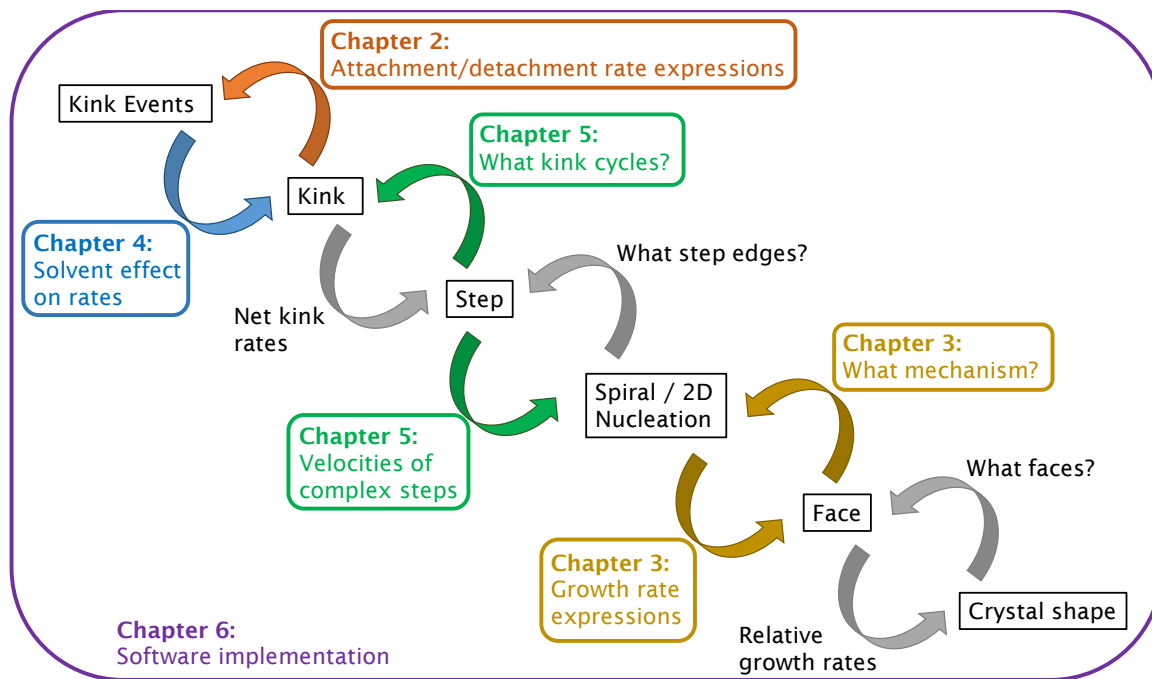 Chapter 2:
Attachment/detachment rate expressions
Kink Events
Chapter 5:
What kink cycles?
Kink
Chapter 4:
Solvent effect
on rates
What step edges?
Step
Net kink
rates
Chapter 3:
What mechanism?
Spiral / 2D
Nucleation
Chapter 5:
Velocities of
complex steps
What faces?
Face
Chapter 3:
Growth rate
expressions
Crystal shape
Chapter 6:
Software implementation
Relative
growth rates